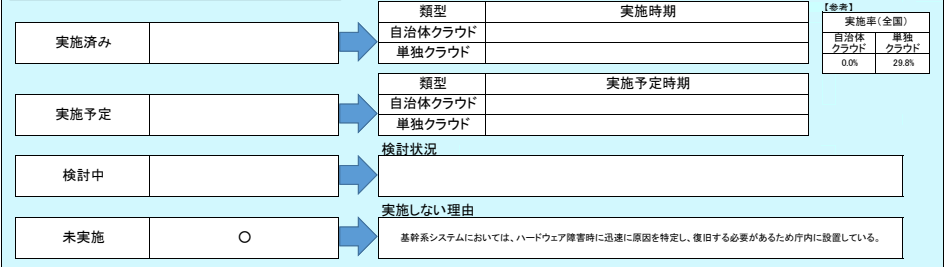 類型 実施時期
実施済み
自治体クラウド
単独クラウド
【参考】
実施率（全国）
自治体クラウド 単独クラウド
0.0% 29.8%
類型 実施予定時期
実施予定
自治体クラウド
単独クラウド
検討状況
検討中
実施しない理由
未実施 〇 基幹系システムにおいては、ハードウェア障害時に迅速に原因を特定し、復旧する必要があるため庁内に設置している。